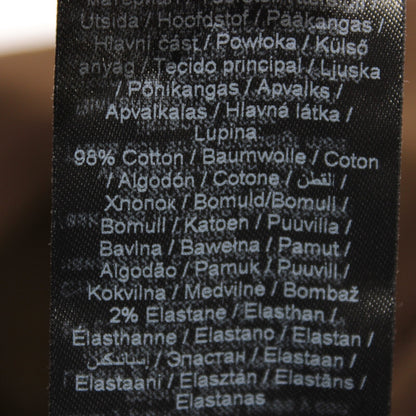 Utsida / Hoofdstof / Pääkangas /
Hlavní část / Powłoka / Külső
anyag / Tecido principal / Ljuska
/ Põhikangas / Apvalks /
Apvalkalas / Hlavná látka /
Lupina
98% Cotton / Baumwolle / Coton
/ Algodón / Cotone / القطن /
Хлопок / Bomuld/Bomull /
Bomull / Katoen / Puuvilla /
Bavlna / Bawełna / Pamut /
Algodão / Pamuk / Puuvill /
Kokvilna / Medvilnė / Bombaž
2% Elastane / Elasthan /
Élasthanne / Elastano / Elastan /
/ Эластан / Elastaan /
Elastaani / Elasztán / Elastāns /
Elastanas